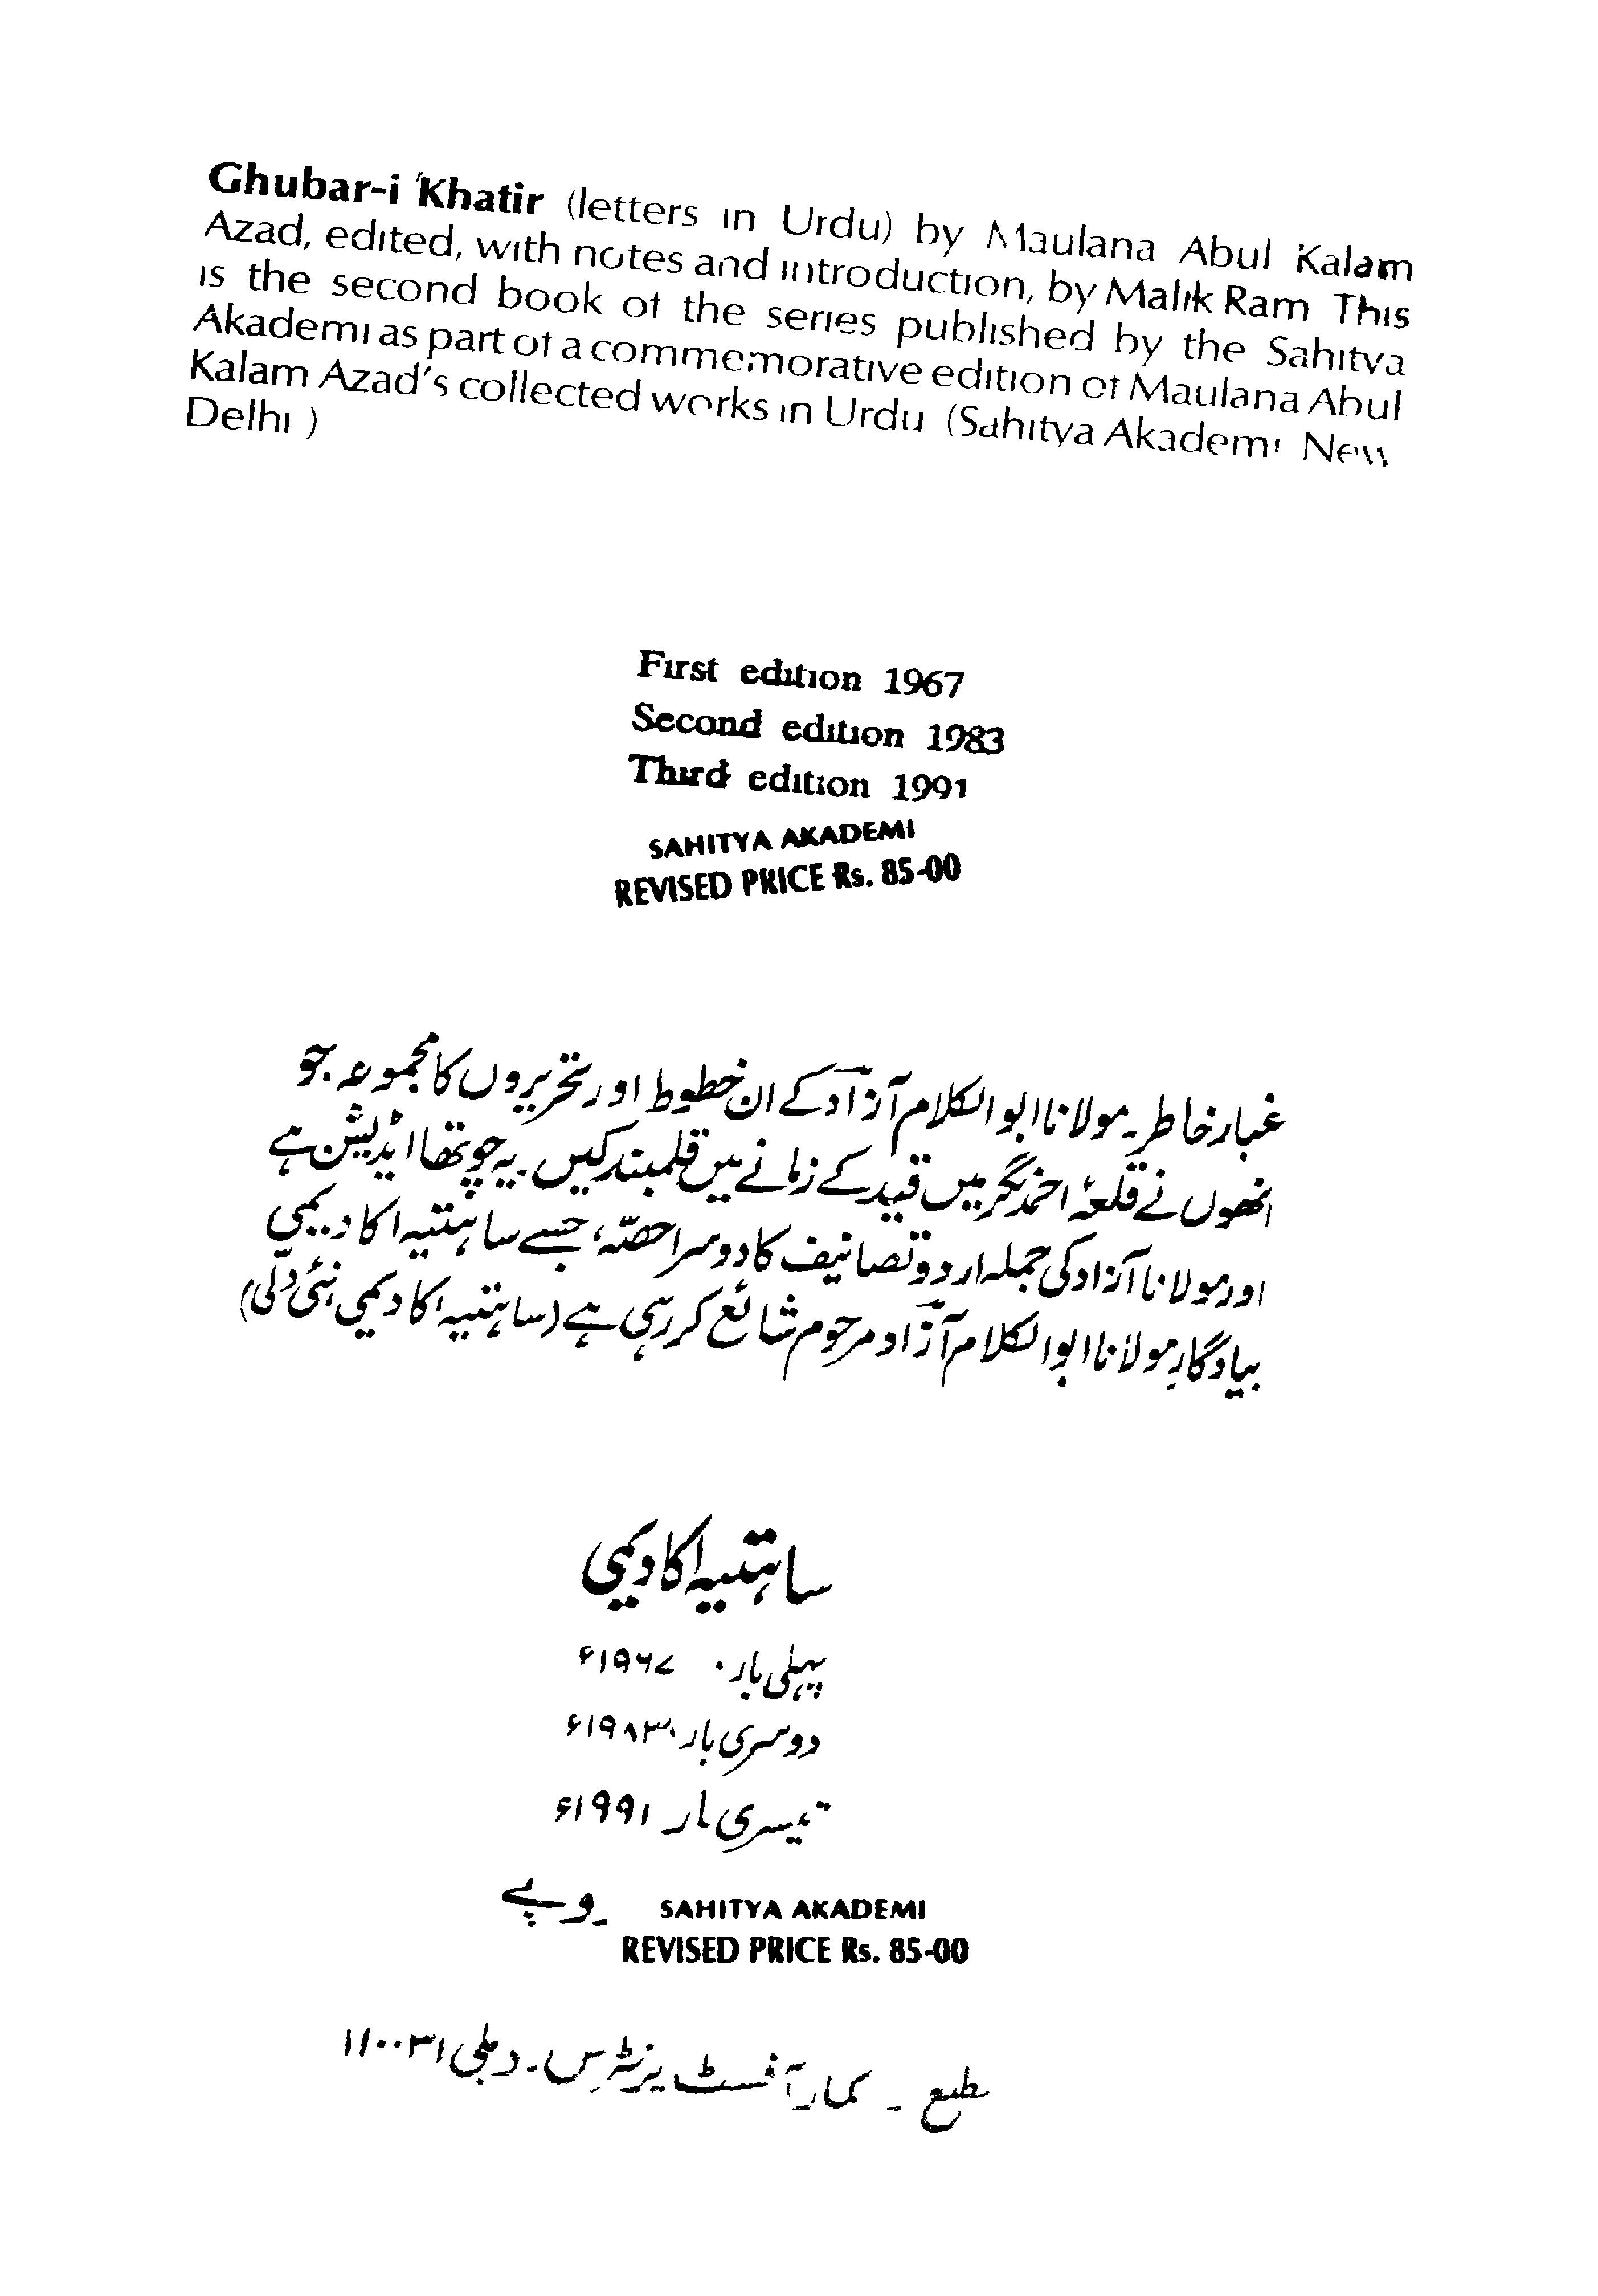 Ghubar-i Khatir (letters in Urdu) by Maulana Abul Kalam
Azad, edited, with notes and introduction, by Malik Ram This
is the second book of the series published by the Sahitya
Akademi as part of a commemorative edition of Maulana Abul
Kalam Azad's collected works in Urdu (Sahitya Akademi New
Delhi )
First edition 1967
Second edition 1983
Third edition 1991
SAHITYA AKADEMI
REVISED PRICE Rs. 85-00
غبار خاطر۔ مولانا ابوالکلام آزاد کے ان خطوط اور تحریروں کا مجموعہ جو
انھوں نے قلعۂ احمد نگر میں قید کے زمانے میں قلمبند کیں۔ یہ چوتھا اڈیشن ہے
اور مولانا آزاد کی جملہ اردو تصانیف کا دوسرا حصّہ، جسے ساہتیہ اکادیمی
بیادگارِ مولانا ابوالکلام آزاد مرحوم شائع کر رہی ہے (ساہتیہ اکادیمی نئی دلّی)
ساہتیہ اکادیمی
پہلی بار ۱۹۶۷ء
دوسری بار ۱۹۸۳ء
تیسری بار ۱۹۹۱ء
SAHITYA AKADEMI روپے
REVISED PRICE Rs. 85-00
طبع ۔ کمار آفسٹ پرنٹرس۔ دہلی ۱۱۰۰۳۱